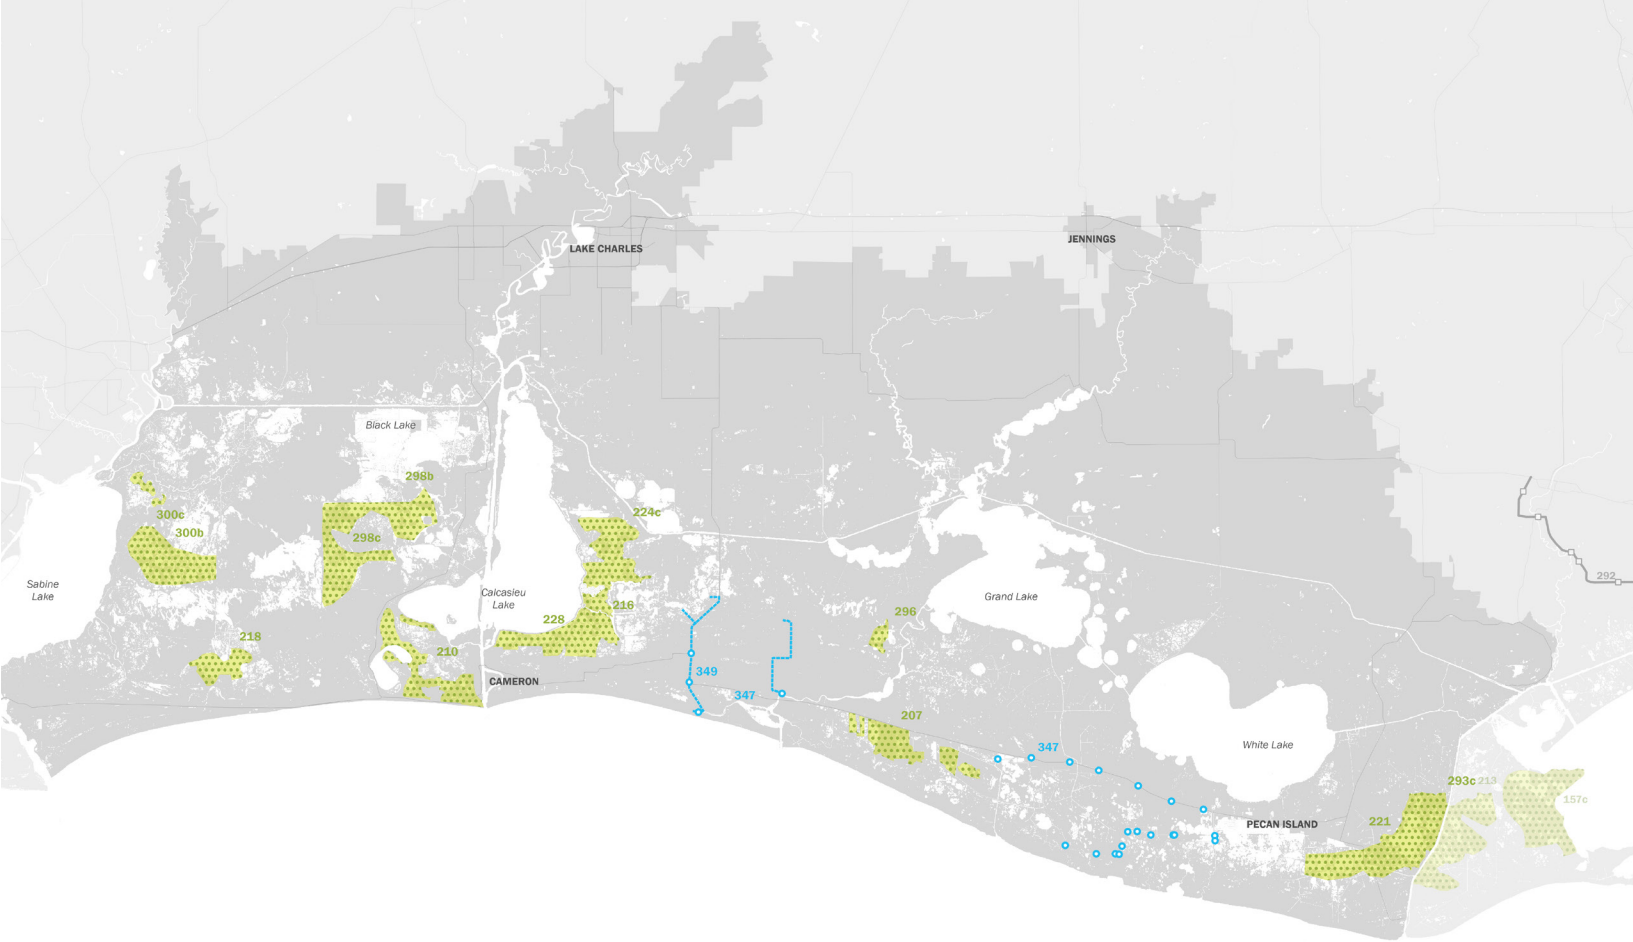 LAKE CHARLES
JENNINGS
Black Lake
298b
300c
224c
300b
298c
292
Sabine
Lake
Calcasieu
Lake
Grand Lake
216
296
228
218
210
349
CAMERON
347
207
White Lake
347
293c
213
157c
221
PECAN ISLAND